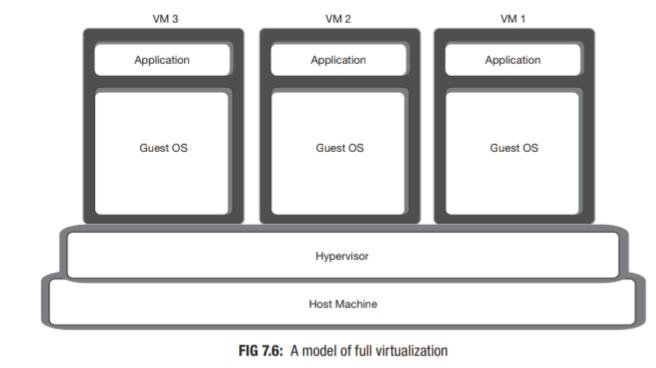 VM 3 VM 2 VM 1
Application Application Application
Guest OS Guest OS Guest OS
Hypervisor
Host Machine
FIG 7.6: A model of full virtualization